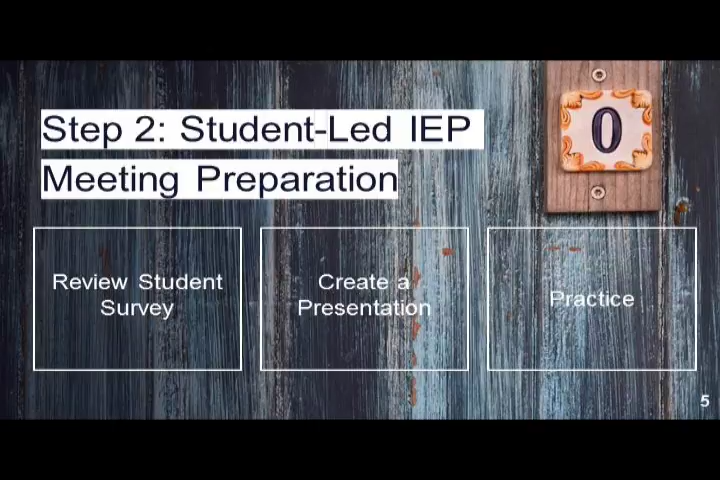 Step 2: Student-Led IEP
Meeting Preparation
0
Review Student
Survey
Create a
Presentation
Practice
5